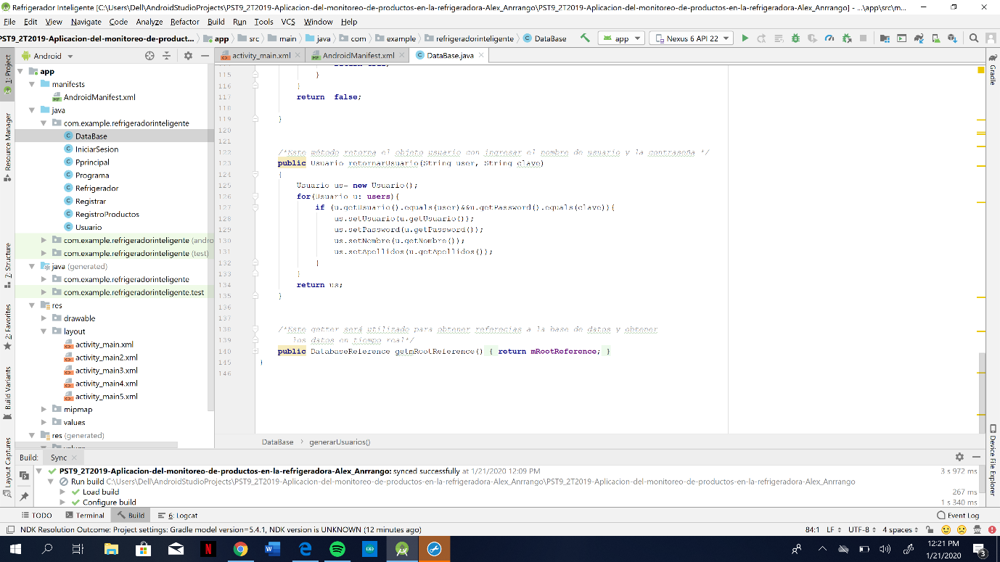 Refrigerador Inteligente [C:\Users\Dell\AndroidStudioProjects\PST9_2T2019-Aplicacion-del-monitoreo-de-productos-en-la-refrigeradora-Alex_Anrrango\PST9_2T2019-Aplicacion-del-monitoreo-de-productos-en-la-refrigeradora-Alex_Anrrango] - ...\app\src\m...
File Edit View Navigate Code Analyze Refactor Build Run Tools VCS Window Help
PST9_2T2019-Aplicacion-del-monitoreo-de-product... app src main java com example refrigeradorinteligente DataBase app Nexus 6 API 22
Android activity_main.xml AndroidManifest.xml DataBase.java
1: Project
Resource Manager
Z: Structure
2: Favorites
Build Variants
Layout Captures
app
manifests
AndroidManifest.xml
java
com.example.refrigeradorinteligente
DataBase
IniciarSesion
Pprincipal
Programa
Refrigerador
Registrar
RegistroProductos
Usuario
com.example.refrigeradorinteligente (andro
com.example.refrigeradorinteligente (test)
java (generated)
com.example.refrigeradorinteligente
com.example.refrigeradorinteligente.test
res
drawable
layout
activity_main.xml
activity_main2.xml
activity_main3.xml
activity_main4.xml
activity_main5.xml
mipmap
values
res (generated)
115 }
116 }
117 return false;
118
119 }
120
121
122 /*Este método retorna el objeto usuario con ingresar el nombre de usuario y la contraseña */
123 public Usuario retornarUsuario(String user, String clave)
124 {
125 Usuario us= new Usuario();
126 for(Usuario u: users){
127 if (u.getUsuario().equals(user)&&u.getPassword().equals(clave)){
128 us.setUsuario(u.getUsuario());
129 us.setPassword(u.getPassword());
130 us.setNombre(u.getNombre());
131 us.setApellidos(u.getApellidos());
132 }
133 }
134 return us;
135 }
136
137
138 /*Este getter será utilizado para obtener referecias a la base de datos y obtener
139 los datos en tiempo real*/
140 public DatabaseReference getmRootReference() { return mRootReference; }
145 }
146
DataBase > generarUsuarios()
Gradle
Device File Explorer
Build: Sync
PST9_2T2019-Aplicacion-del-monitoreo-de-productos-en-la-refrigeradora-Alex_Anrrango: synced successfully at 1/21/2020 12:09 PM 3 s 972 ms
Run build C:\Users\Dell\AndroidStudioProjects\PST9_2T2019-Aplicacion-del-monitoreo-de-productos-en-la-refrigeradora-Alex_Anrrango\PST9_2T2019-Aplicacion-del-monitoreo-de-productos-en-la-refrigeradora-Alex_Anrrango
Load build 267 ms
Configure build 1 s 340 ms
TODO Terminal Build 6: Logcat Event Log
NDK Resolution Outcome: Project settings: Gradle model version=5.4.1, NDK version is UNKNOWN (12 minutes ago) 84:1 LF UTF-8 4 spaces
12:21 PM
1/21/2020
3